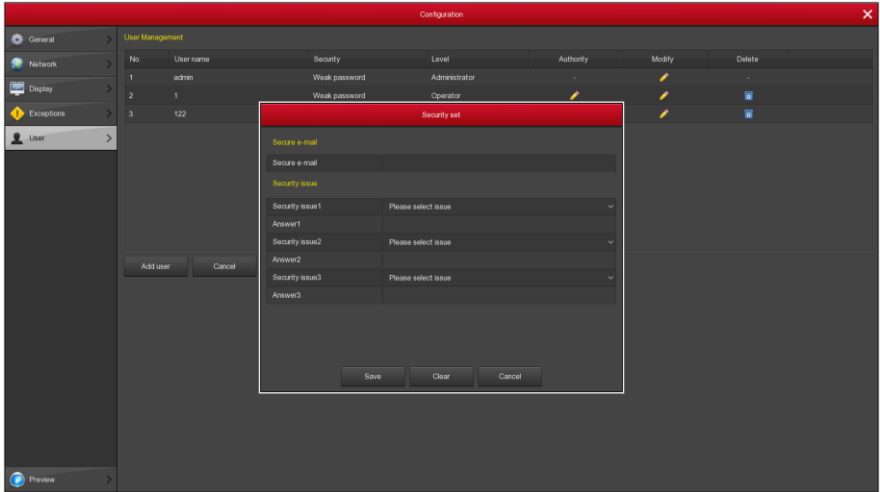 Configuration
General
Network
Display
Exceptions
User
Preview
User Management
No. User name Security Level Authority Modify Delete
1 admin Weak password Administrator - -
2 1 Weak password Operator
3 122
Add user Cancel
Security set
Secure e-mail
Secure e-mail
Security issue
Security issue1 Please select issue
Answer1
Security issue2 Please select issue
Answer2
Security issue3 Please select issue
Answer3
Save Clear Cancel